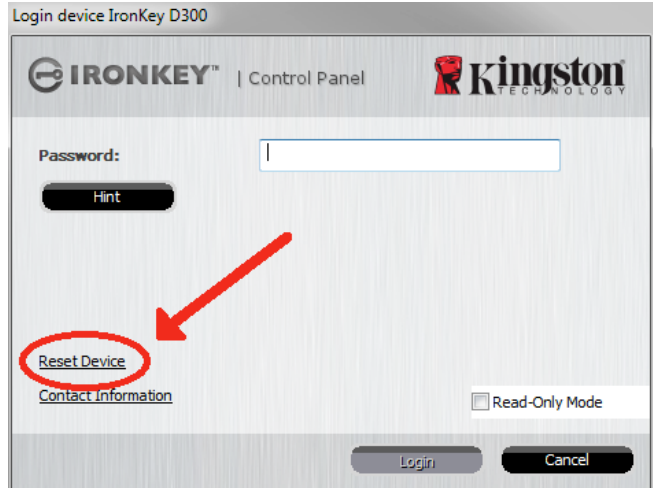 Login device IronKey D300
IRONKEY™ | Control Panel
Kingston
TECHNOLOGY
Password:
Hint
Reset Device
Contact Information
Read-Only Mode
Login
Cancel